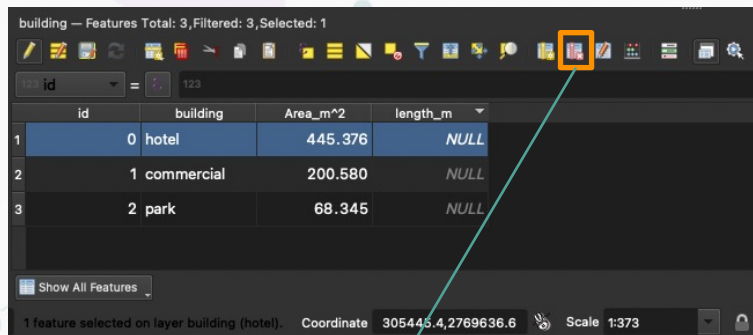 building — Features Total: 3,Filtered: 3,Selected: 1
123 id = 123
id building Area_m^2 length_m
1 0 hotel 445.376 NULL
2 1 commercial 200.580 NULL
3 2 park 68.345 NULL
Show All Features
1 feature selected on layer building (hotel). Coordinate 305445.4,2769636.6 Scale 1:373